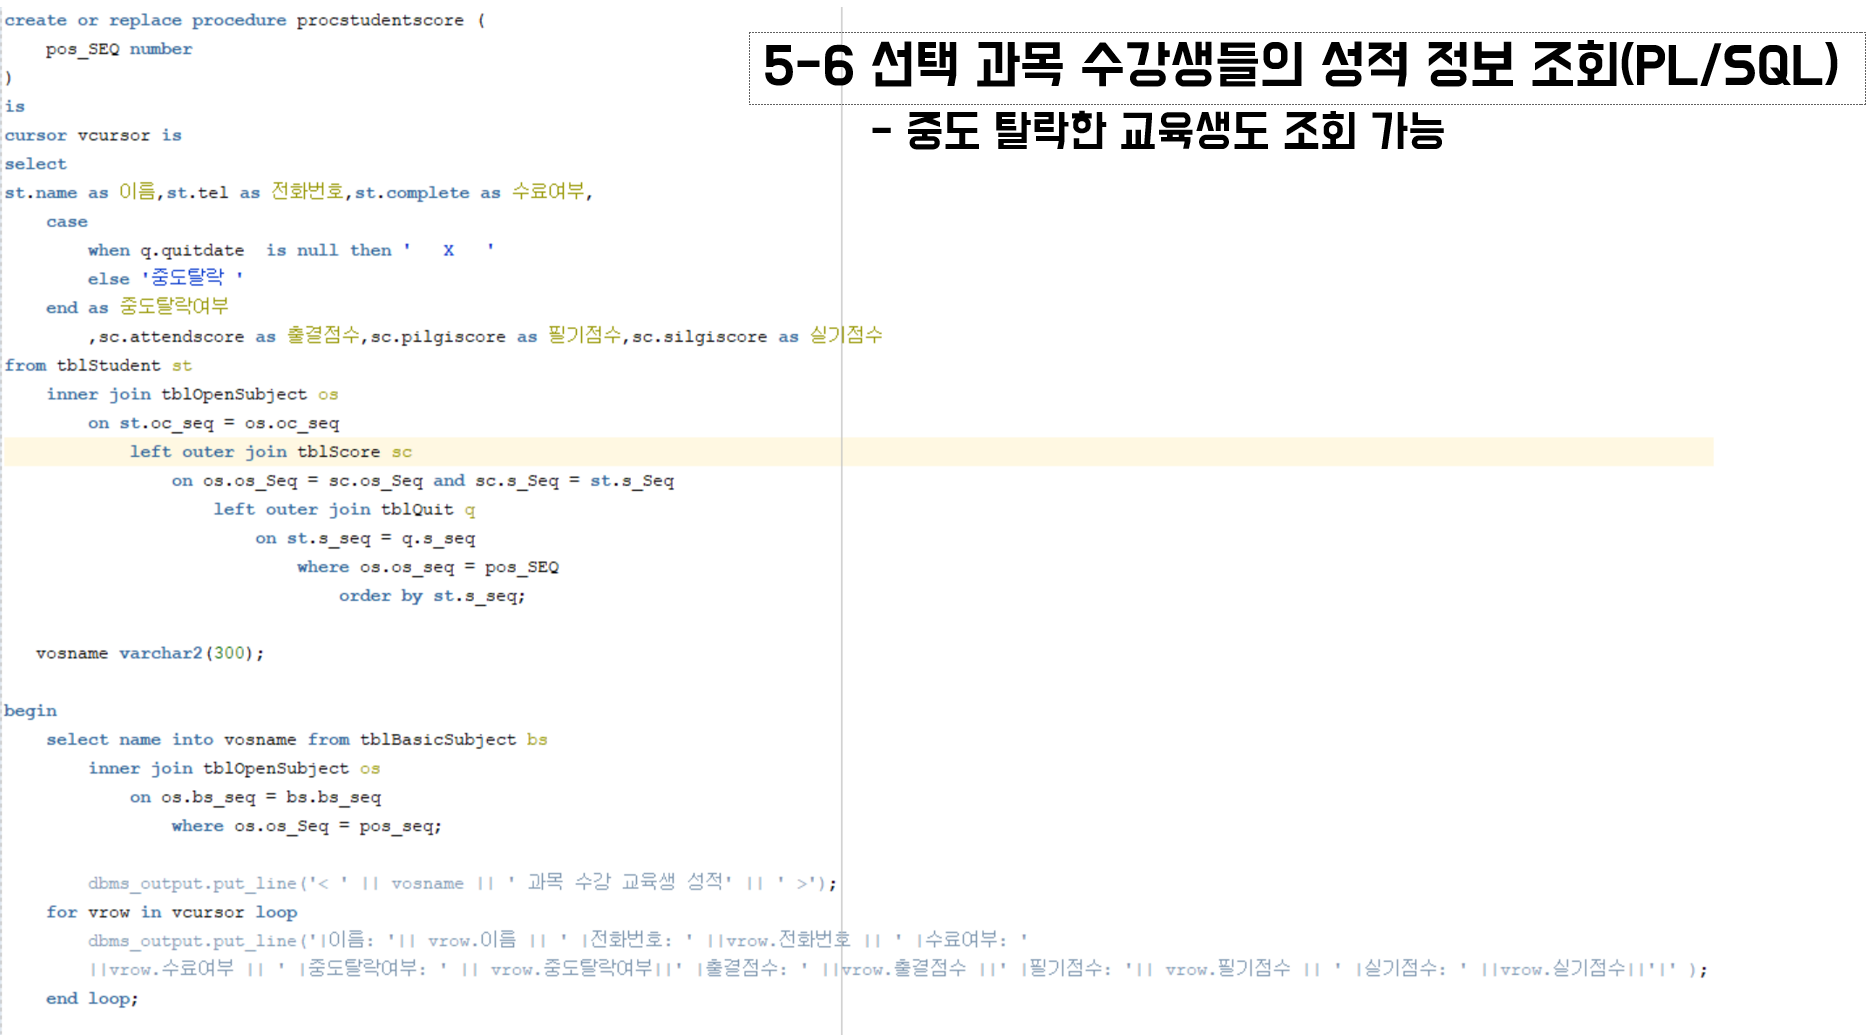 5-6 선택 과목 수강생들의 성적 정보 조회(PL/SQL)
- 중도 탈락한 교육생도 조회 가능
create or replace procedure procstudentscore (
pos_SEQ number
)
is
cursor vcursor is
select
st.name as 이름,st.tel as 전화번호,st.complete as 수료여부,
case
when q.quitdate  is null then '   X   '
else '중도탈락 '
end as 중도탈락여부
,sc.attendscore as 출결점수,sc.pilgiscore as 필기점수,sc.silgiscore as 실기점수
from tblStudent st
inner join tblOpenSubject os
on st.oc_seq = os.oc_seq
left outer join tblScore sc
on os.os_Seq = sc.os_Seq and sc.s_Seq = st.s_Seq
left outer join tblQuit q
on st.s_seq = q.s_seq
where os.os_seq = pos_SEQ
order by st.s_seq;
vosname varchar2(300);
begin
select name into vosname from tblBasicSubject bs
inner join tblOpenSubject os
on os.bs_seq = bs.bs_seq
where os.os_Seq = pos_seq;
dbms_output.put_line('< ' || vosname || ' 과목 수강 교육생 성적' || ' >');
for vrow in vcursor loop
dbms_output.put_line('|이름: '|| vrow.이름 || ' |전화번호: ' ||vrow.전화번호 || ' |수료여부: '
||vrow.수료여부 || ' |중도탈락여부: ' || vrow.중도탈락여부||' |출결점수: ' ||vrow.출결점수 ||' |필기점수: '|| vrow.필기점수 || ' |실기점수: ' ||vrow.실기점수||'|' );
end loop;